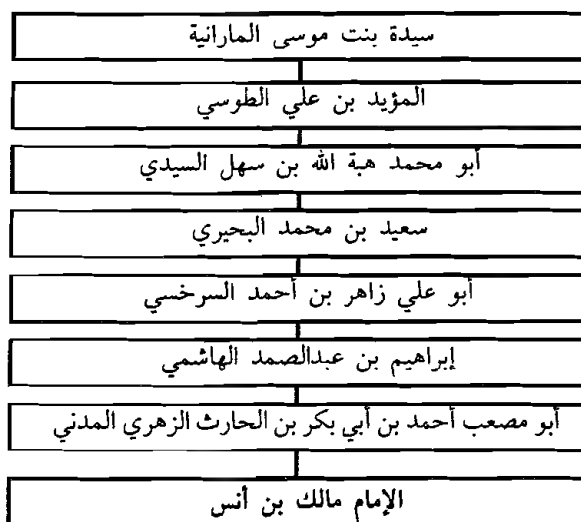 سيدة بنت موسى المارانية
المؤيد بن علي الطوسي
أبو محمد هبة الله بن سهل السيدي
سعيد بن محمد البحيري
أبو علي زاهر بن أحمد السرخسي
إبراهيم بن عبدالصمد الهاشمي
أبو مصعب أحمد بن أبي بكر بن الحارث الزهري المدني
الإمام مالك بن أنس